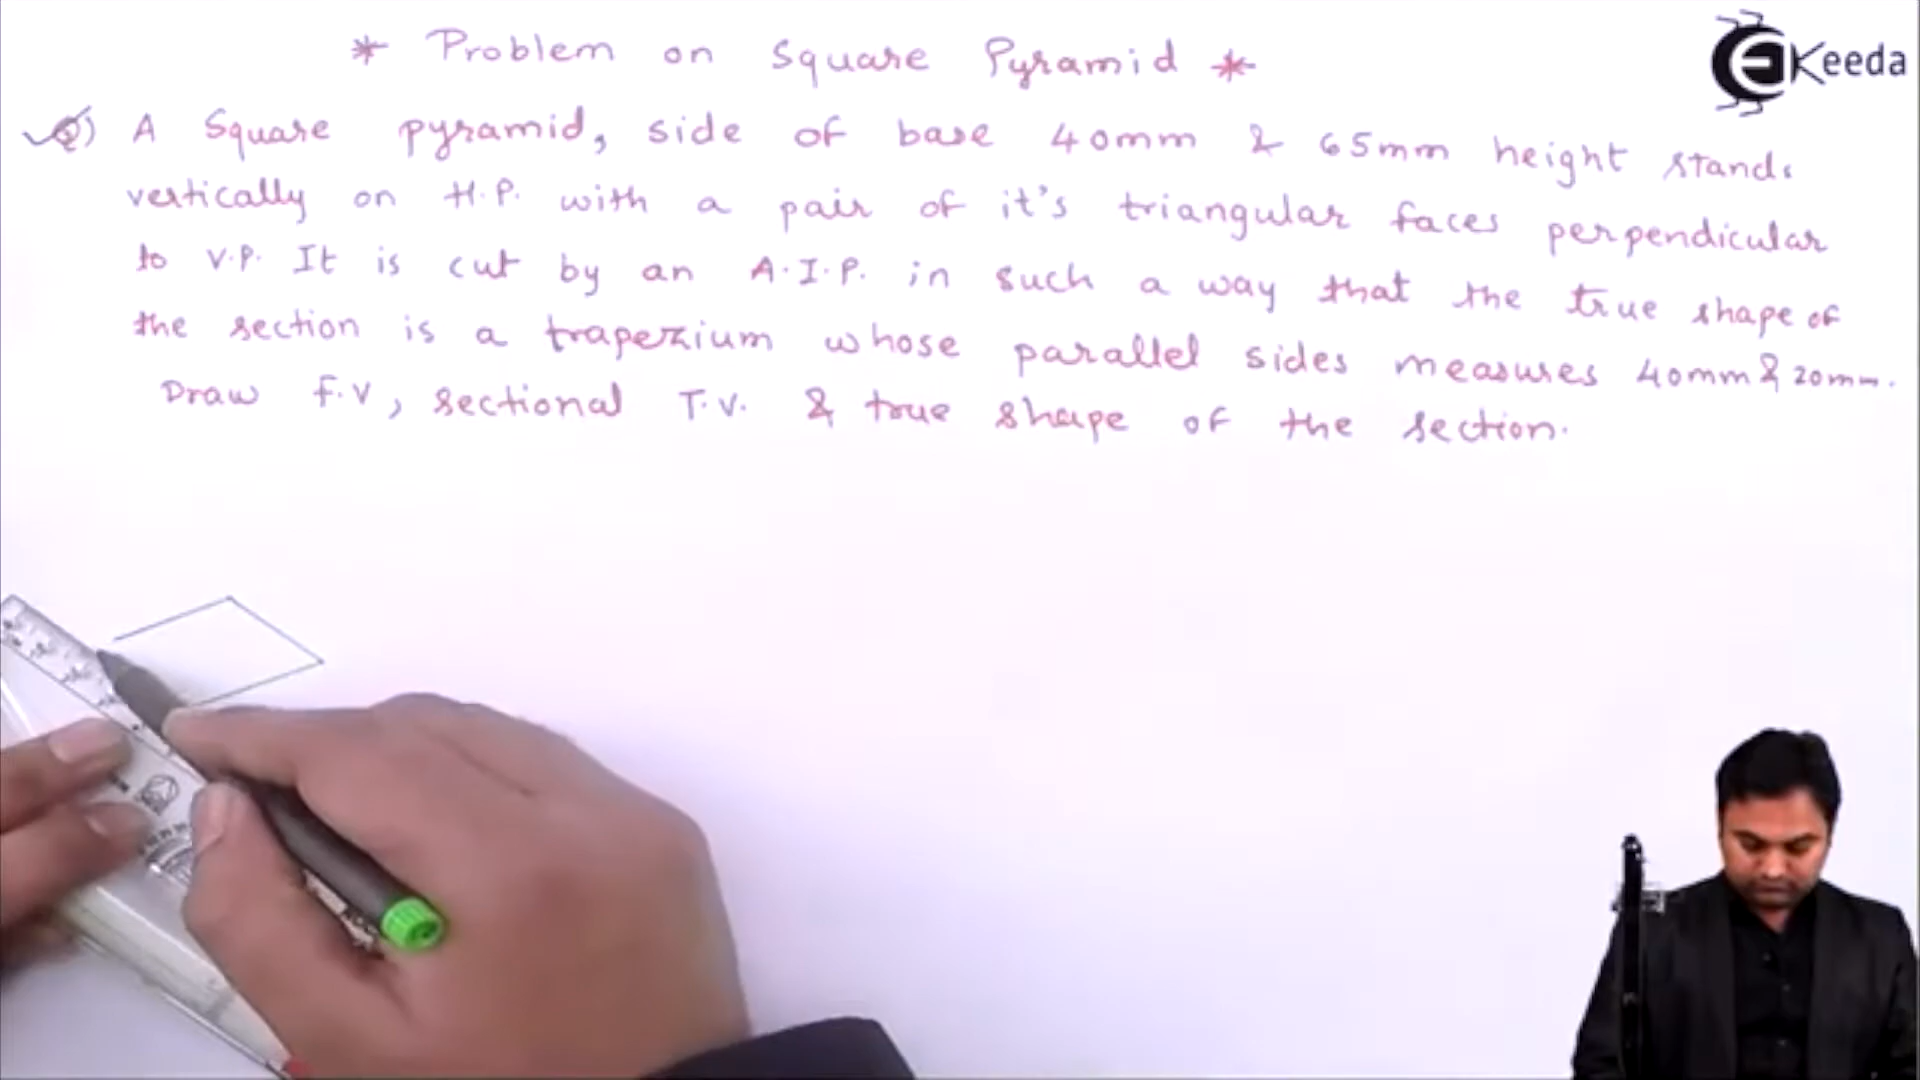 * Problem on Square Pyramid *
EKeeda
Q) A Square pyramid, side of base 40mm & 65mm height stands
vertically on H.P. with a pair of it's triangular faces perpendicular
to V.P. It is cut by an A.I.P. in such a way that the true shape of
the section is a trapezium whose parallel sides measures 40mm & 20mm.
Draw F.V, sectional T.V. & true shape of the section.